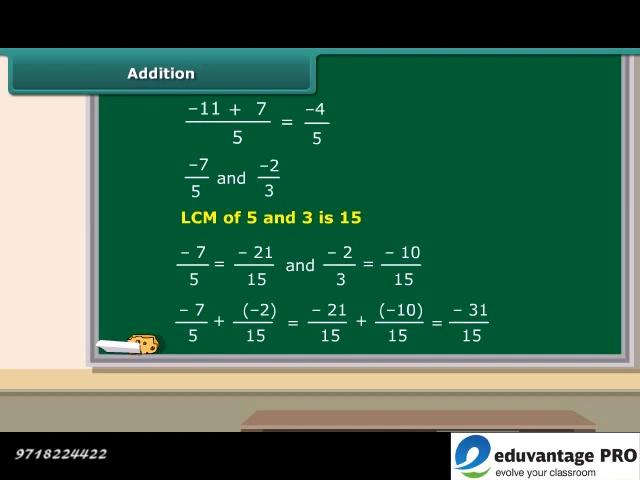 Addition
(–11 + 7)/5 = –4/5
–7/5 and –2/3
LCM of 5 and 3 is 15
– 7/5 = – 21/15 and – 2/3 = – 10/15
– 7/5 + (–2)/15 = – 21/15 + (–10)/15 = – 31/15
9718224422
eduvantage PRO
evolve your classroom